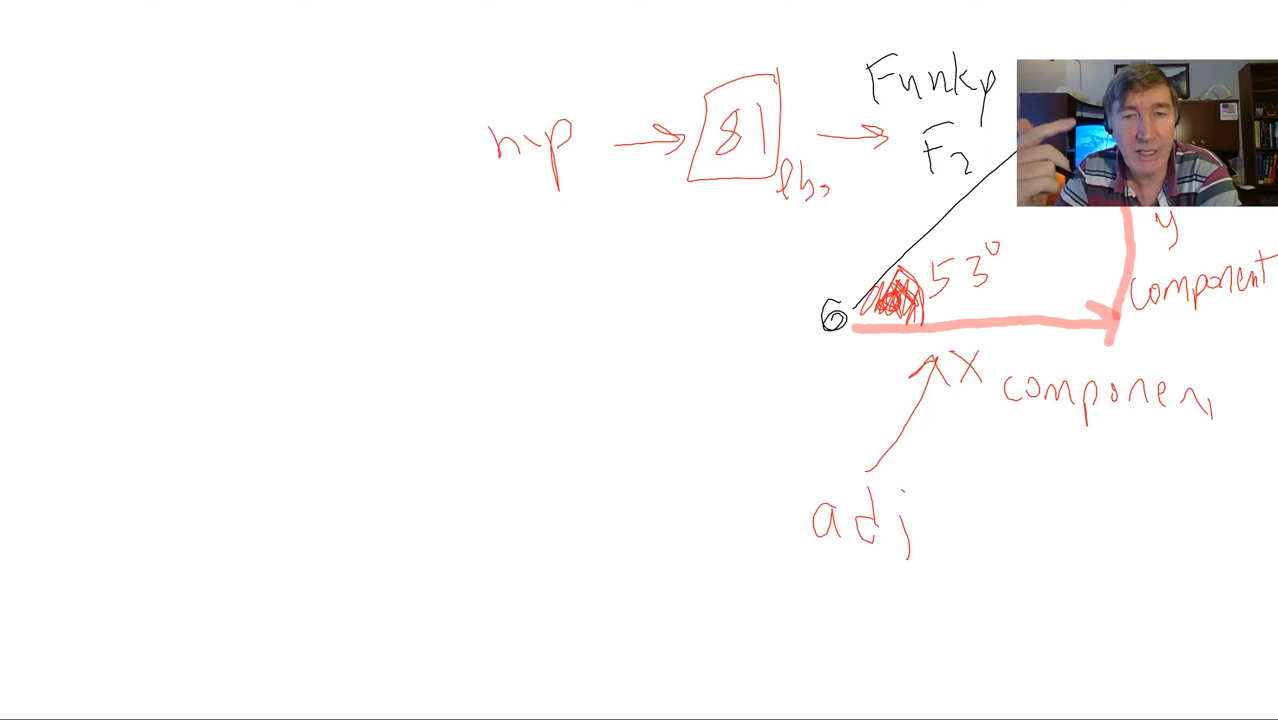 Funky
hyp → 81 lbs → F2
53°
y
component
x componen
adj